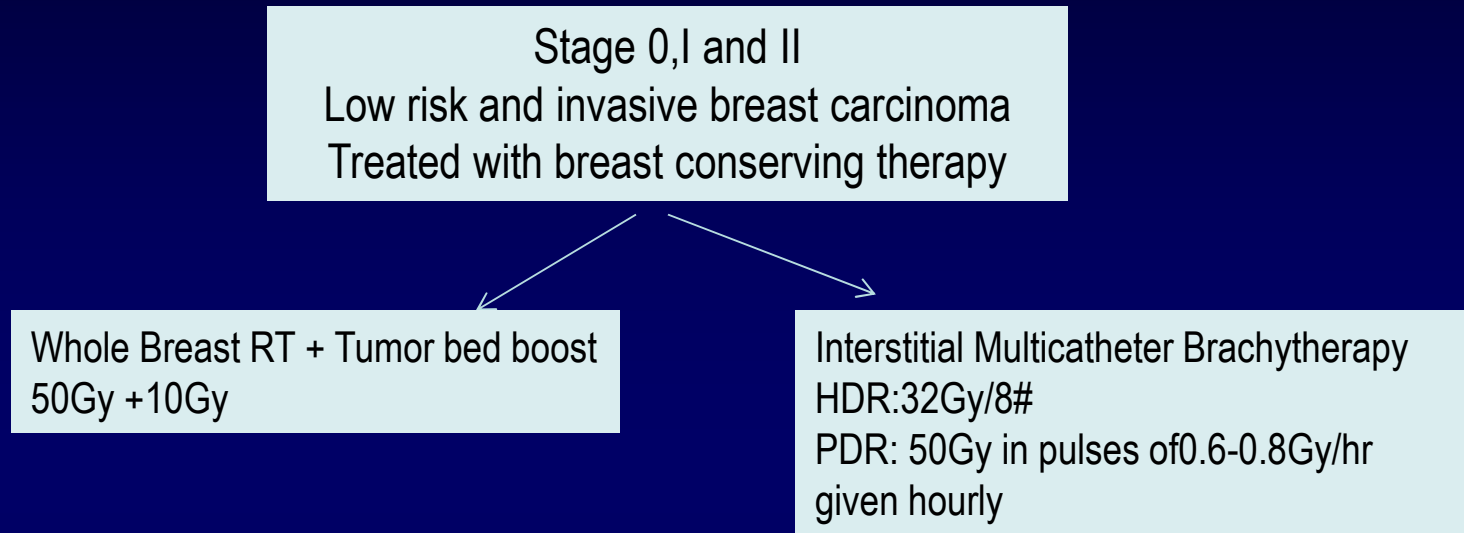 Stage 0,I and II
Low risk and invasive breast carcinoma
Treated with breast conserving therapy
Whole Breast RT + Tumor bed boost
50Gy +10Gy
Interstitial Multicatheter Brachytherapy
HDR:32Gy/8#
PDR: 50Gy in pulses of0.6-0.8Gy/hr
given hourly